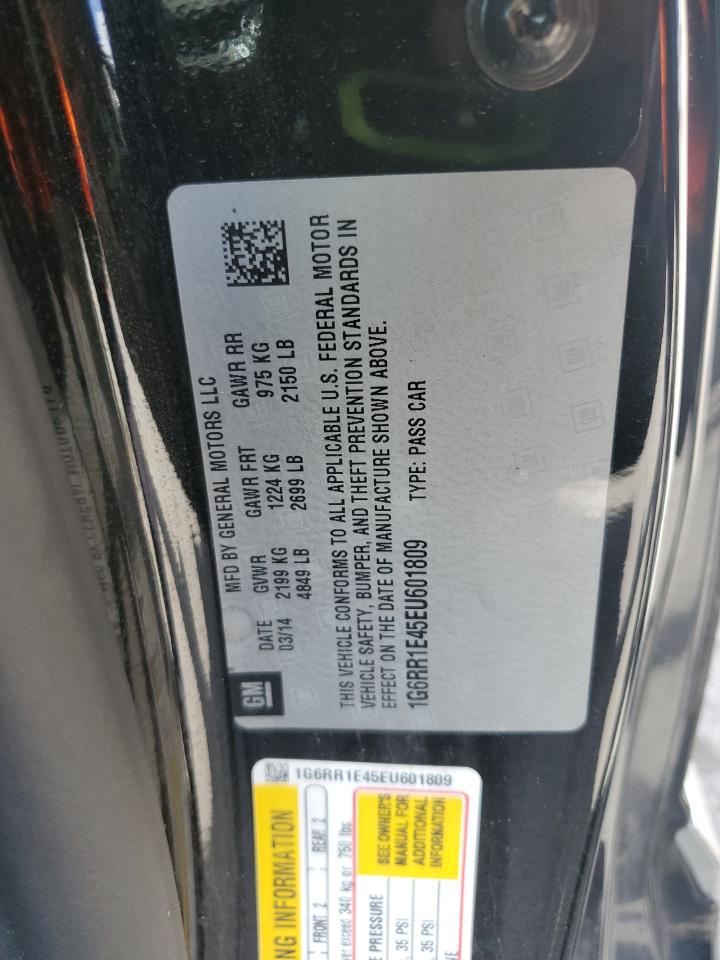 GM
MFD BY GENERAL MOTORS LLC
DATE GVWR GAWR FRT GAWR RR
03/14 2199 KG 1224 KG 975 KG
4849 LB 2699 LB 2150 LB
THIS VEHICLE CONFORMS TO ALL APPLICABLE U.S. FEDERAL MOTOR
VEHICLE SAFETY, BUMPER, AND THEFT PREVENTION STANDARDS IN
EFFECT ON THE DATE OF MANUFACTURE SHOWN ABOVE.
1G6RR1E45EU601809 TYPE: PASS CAR
1G6RR1E45EU601809
NG INFORMATION
FRONT 2 REAR 2
exceed 340 kg or 750 lbs.
E PRESSURE
, 35 PSI
, 35 PSI
NE
SEE OWNER'S
MANUAL FOR
ADDITIONAL
INFORMATION